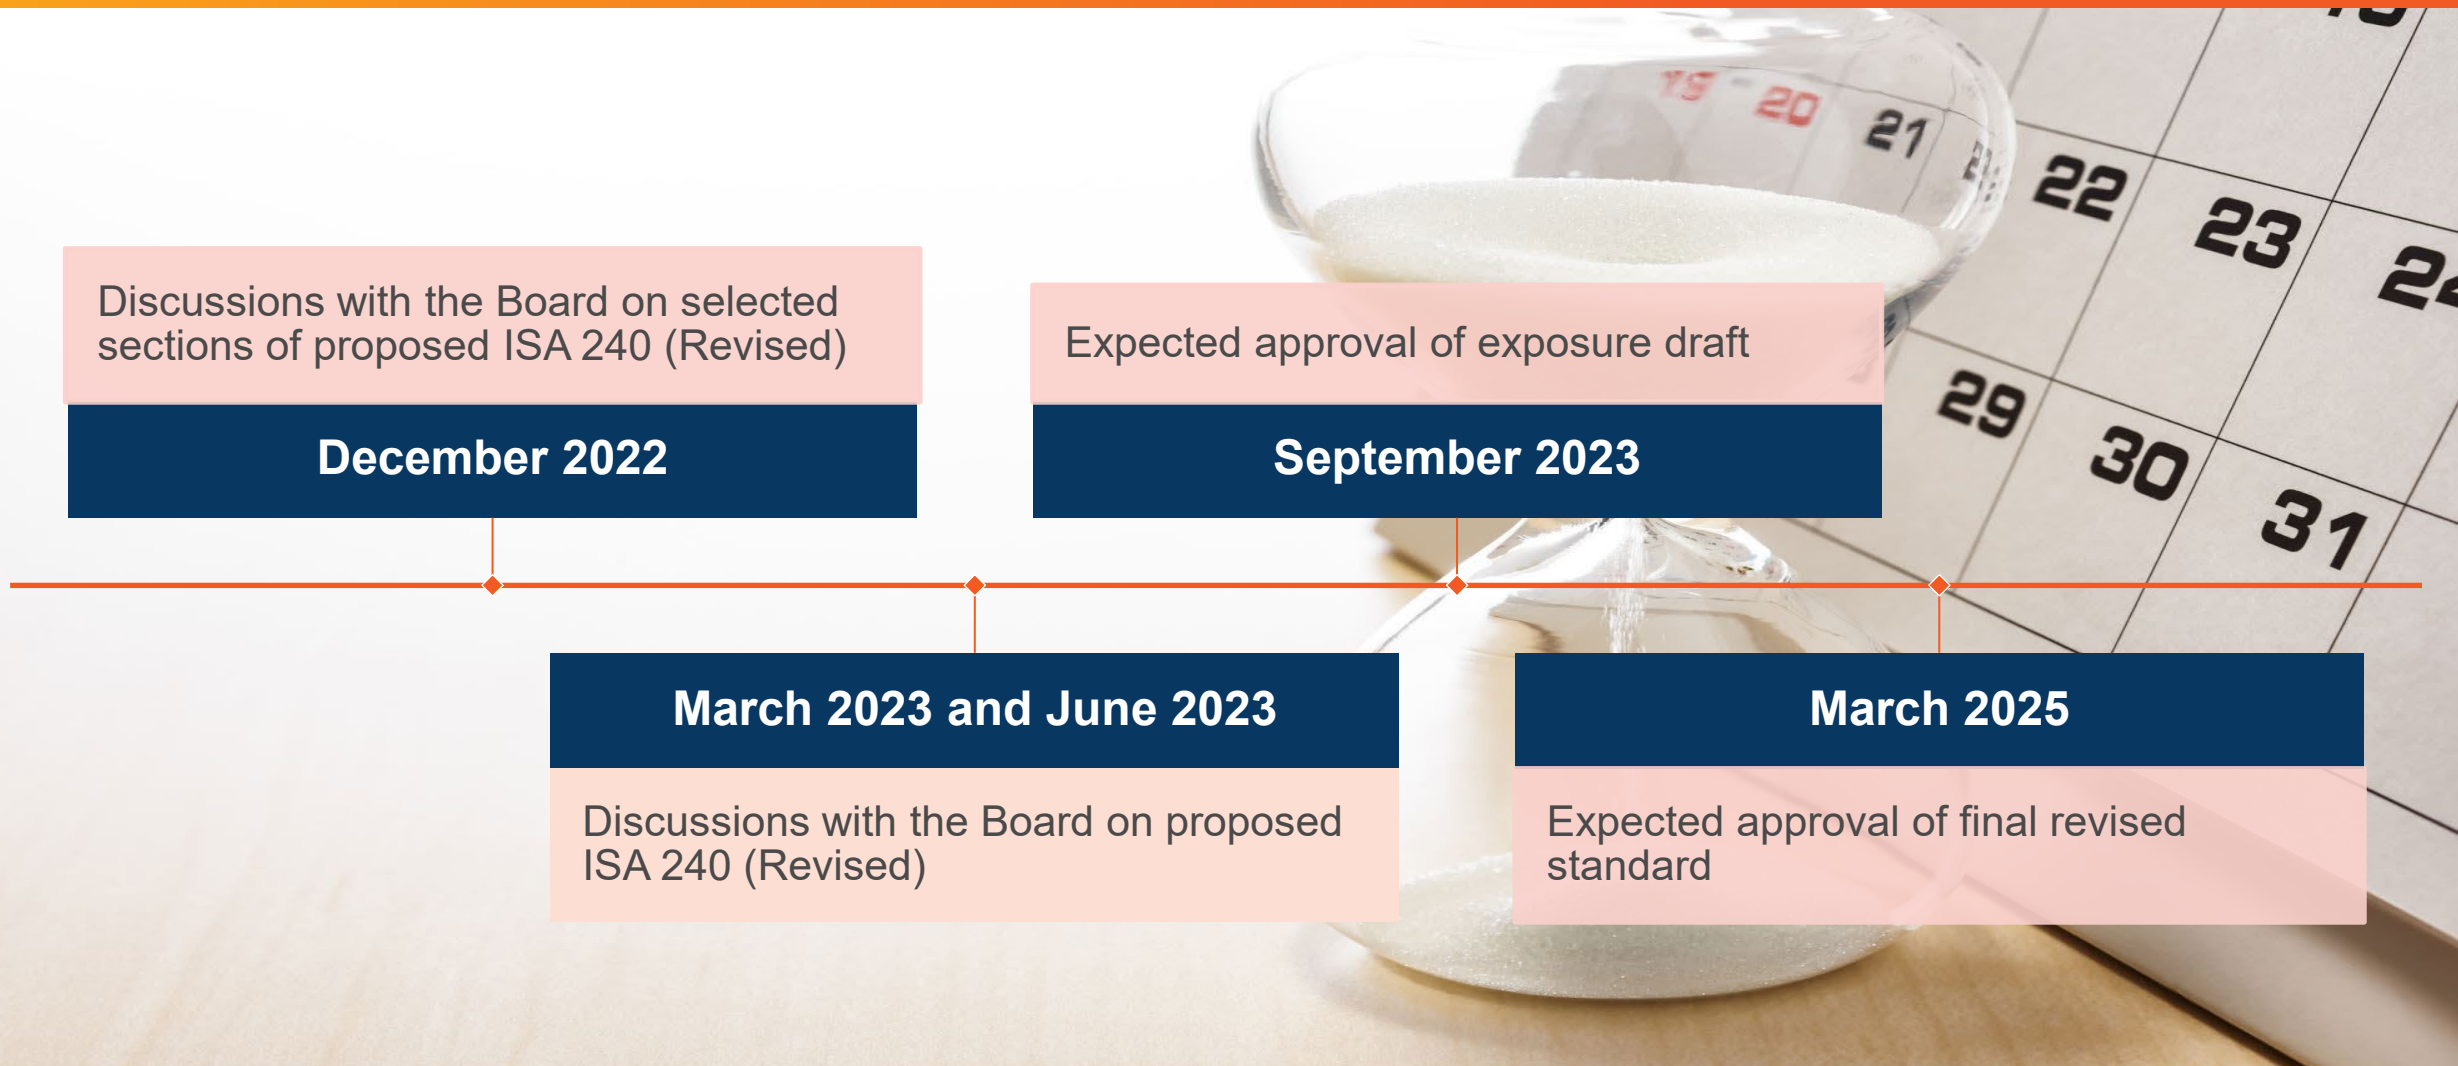 Discussions with the Board on selected
sections of proposed ISA 240 (Revised)
December 2022
Expected approval of exposure draft
September 2023
March 2023 and June 2023
Discussions with the Board on proposed
ISA 240 (Revised)
March 2025
Expected approval of final revised
standard
19 20 21 22 23
29 30 31